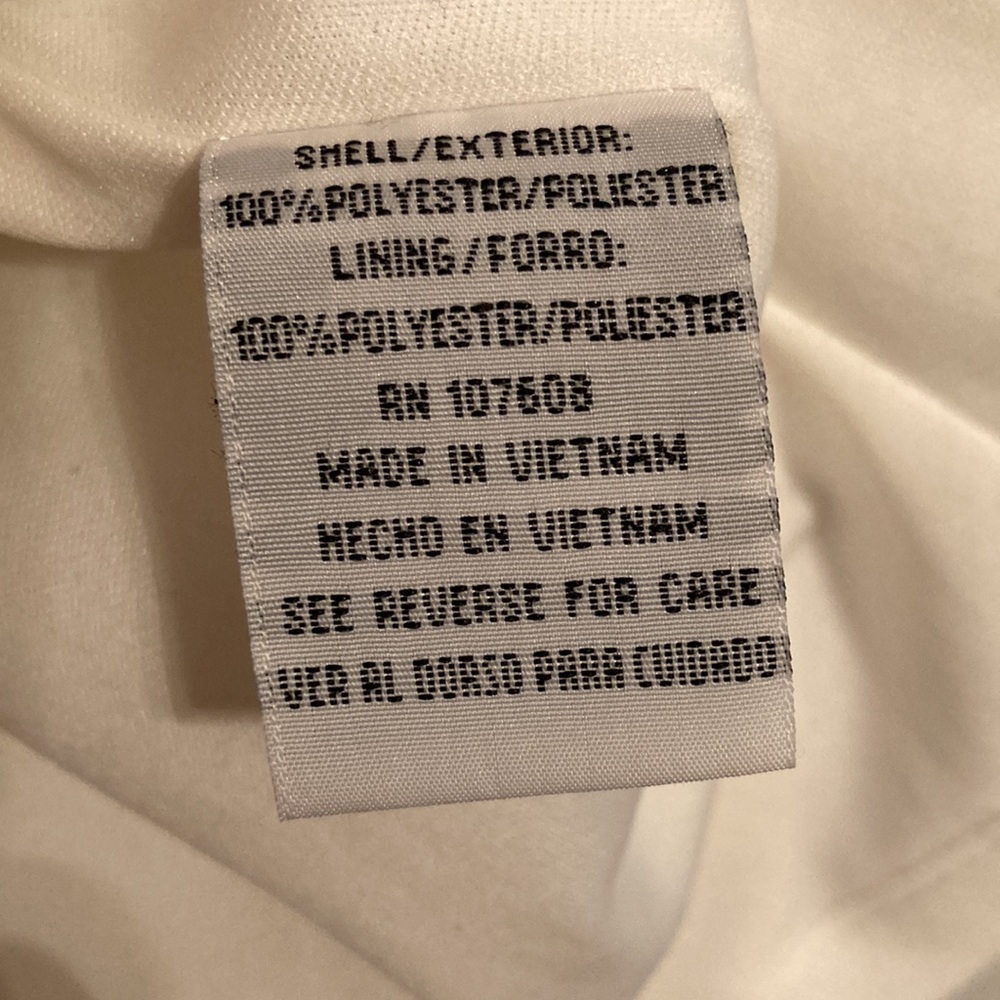 SHELL/EXTERIOR:
100%POLYESTER/POLIESTER
LINING/FORRO:
100%POLYESTER/POLIESTER
RN 107608
MADE IN VIETNAM
HECHO EN VIETNAM
SEE REVERSE FOR CARE
VER AL DORSO PARA CUIDADO